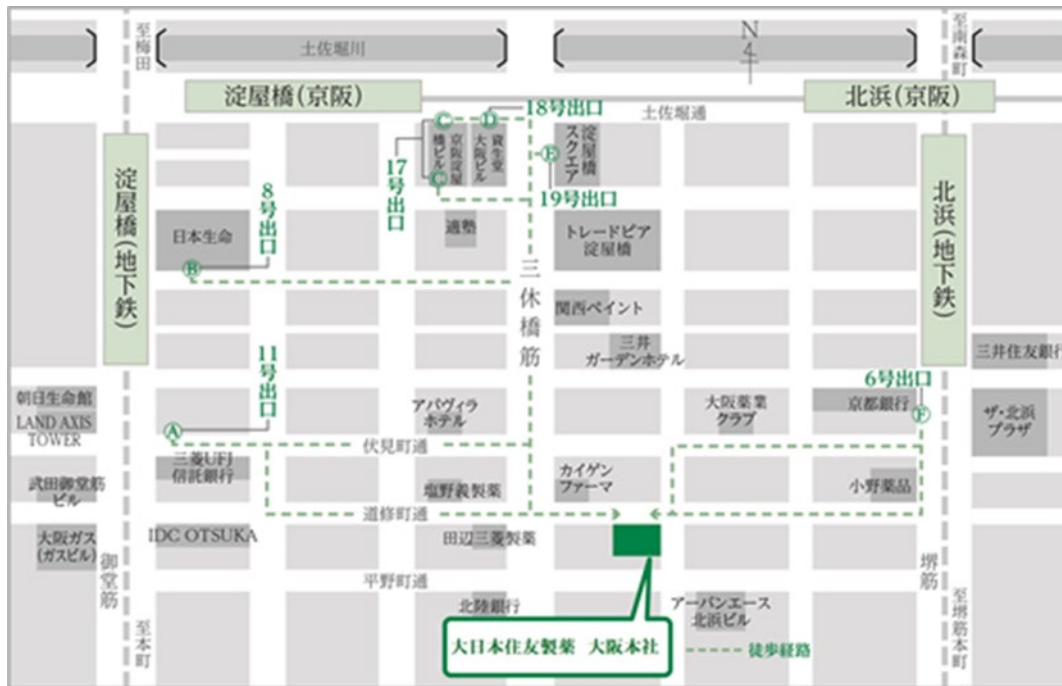 至梅田
土佐堀川
N
至南森町
淀屋橋(京阪)
北浜(京阪)
18号出口
土佐堀通
C
D
京阪淀屋
橋ビル
資生堂
大阪ビル
淀屋橋
スクエア
E
17号出口
C
19号出口
淀屋橋(地下鉄)
北浜(地下鉄)
8号出口
日本生命
適塾
トレードピア
淀屋橋
B
三休橋筋
関西ペイント
三井
ガーデンホテル
三井住友銀行
11号出口
6号出口
朝日生命館
LAND AXIS
TOWER
アパヴィラ
ホテル
大阪薬業
クラブ
京都銀行
F
ザ・北浜
プラザ
A
伏見町通
三菱UFJ
信託銀行
カイゲン
ファーマ
武田御堂筋
ビル
塩野義製薬
小野薬品
道修町通
大阪ガス
(ガスビル)
IDC OTSUKA
田辺三菱製薬
御堂筋
平野町通
堺筋
北陸銀行
アーバンエース
北浜ビル
至本町
大日本住友製薬 大阪本社
徒歩経路
至堺筋本町